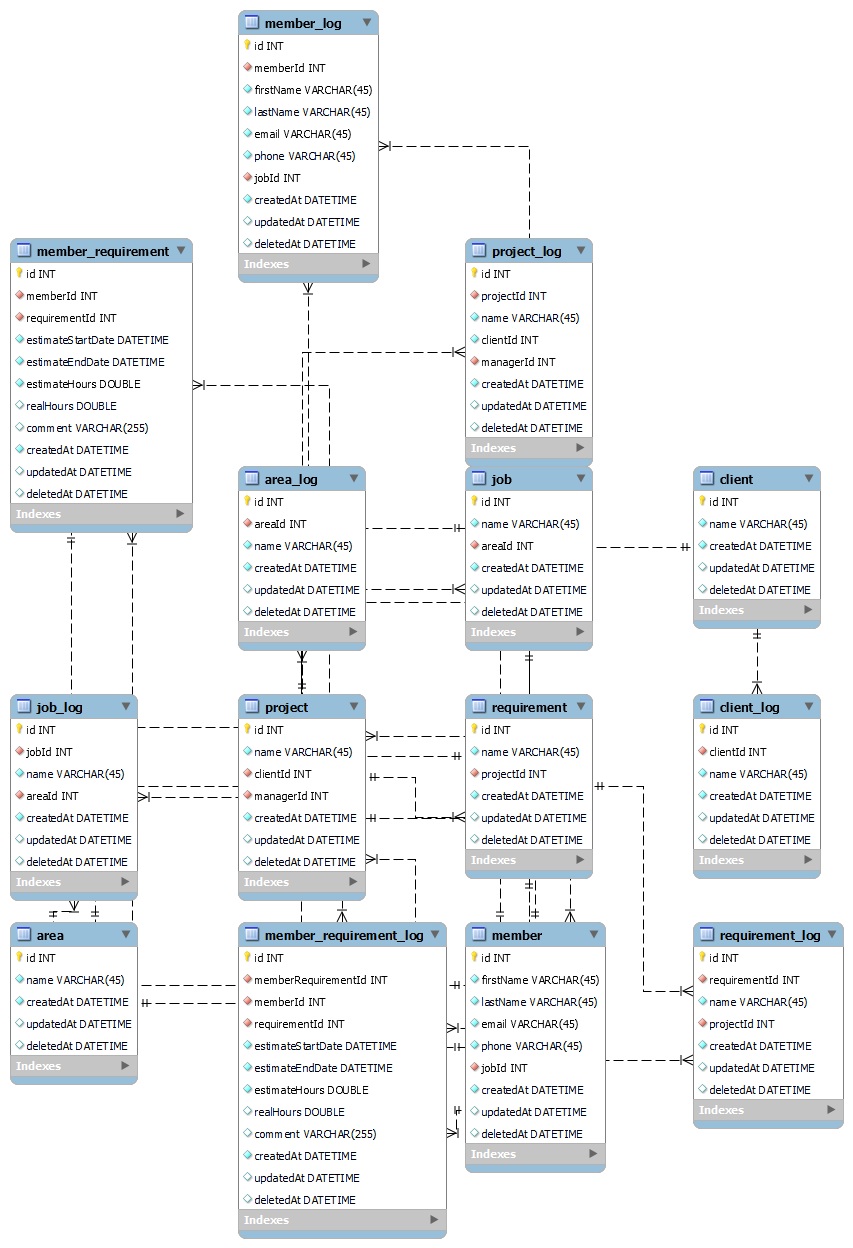 member_log
id INT
memberId INT
firstName VARCHAR(45)
lastName VARCHAR(45)
email VARCHAR(45)
phone VARCHAR(45)
jobId INT
createdAt DATETIME
updatedAt DATETIME
deletedAt DATETIME
Indexes
member_requirement
id INT
memberId INT
requirementId INT
estimateStartDate DATETIME
estimateEndDate DATETIME
estimateHours DOUBLE
realHours DOUBLE
comment VARCHAR(255)
createdAt DATETIME
updatedAt DATETIME
deletedAt DATETIME
Indexes
project_log
id INT
projectId INT
name VARCHAR(45)
clientId INT
managerId INT
createdAt DATETIME
updatedAt DATETIME
deletedAt DATETIME
Indexes
area_log
id INT
areaId INT
name VARCHAR(45)
createdAt DATETIME
updatedAt DATETIME
deletedAt DATETIME
Indexes
job
id INT
name VARCHAR(45)
areaId INT
createdAt DATETIME
updatedAt DATETIME
deletedAt DATETIME
Indexes
client
id INT
name VARCHAR(45)
createdAt DATETIME
updatedAt DATETIME
deletedAt DATETIME
Indexes
job_log
id INT
jobId INT
name VARCHAR(45)
areaId INT
createdAt DATETIME
updatedAt DATETIME
deletedAt DATETIME
Indexes
project
id INT
name VARCHAR(45)
clientId INT
managerId INT
createdAt DATETIME
updatedAt DATETIME
deletedAt DATETIME
Indexes
requirement
id INT
name VARCHAR(45)
projectId INT
createdAt DATETIME
updatedAt DATETIME
deletedAt DATETIME
Indexes
client_log
id INT
clientId INT
name VARCHAR(45)
createdAt DATETIME
updatedAt DATETIME
deletedAt DATETIME
Indexes
area
id INT
name VARCHAR(45)
createdAt DATETIME
updatedAt DATETIME
deletedAt DATETIME
Indexes
member_requirement_log
id INT
memberRequirementId INT
memberId INT
requirementId INT
estimateStartDate DATETIME
estimateEndDate DATETIME
estimateHours DOUBLE
realHours DOUBLE
comment VARCHAR(255)
createdAt DATETIME
updatedAt DATETIME
deletedAt DATETIME
Indexes
member
id INT
firstName VARCHAR(45)
lastName VARCHAR(45)
email VARCHAR(45)
phone VARCHAR(45)
jobId INT
createdAt DATETIME
updatedAt DATETIME
deletedAt DATETIME
Indexes
requirement_log
id INT
requirementId INT
name VARCHAR(45)
projectId INT
createdAt DATETIME
updatedAt DATETIME
deletedAt DATETIME
Indexes